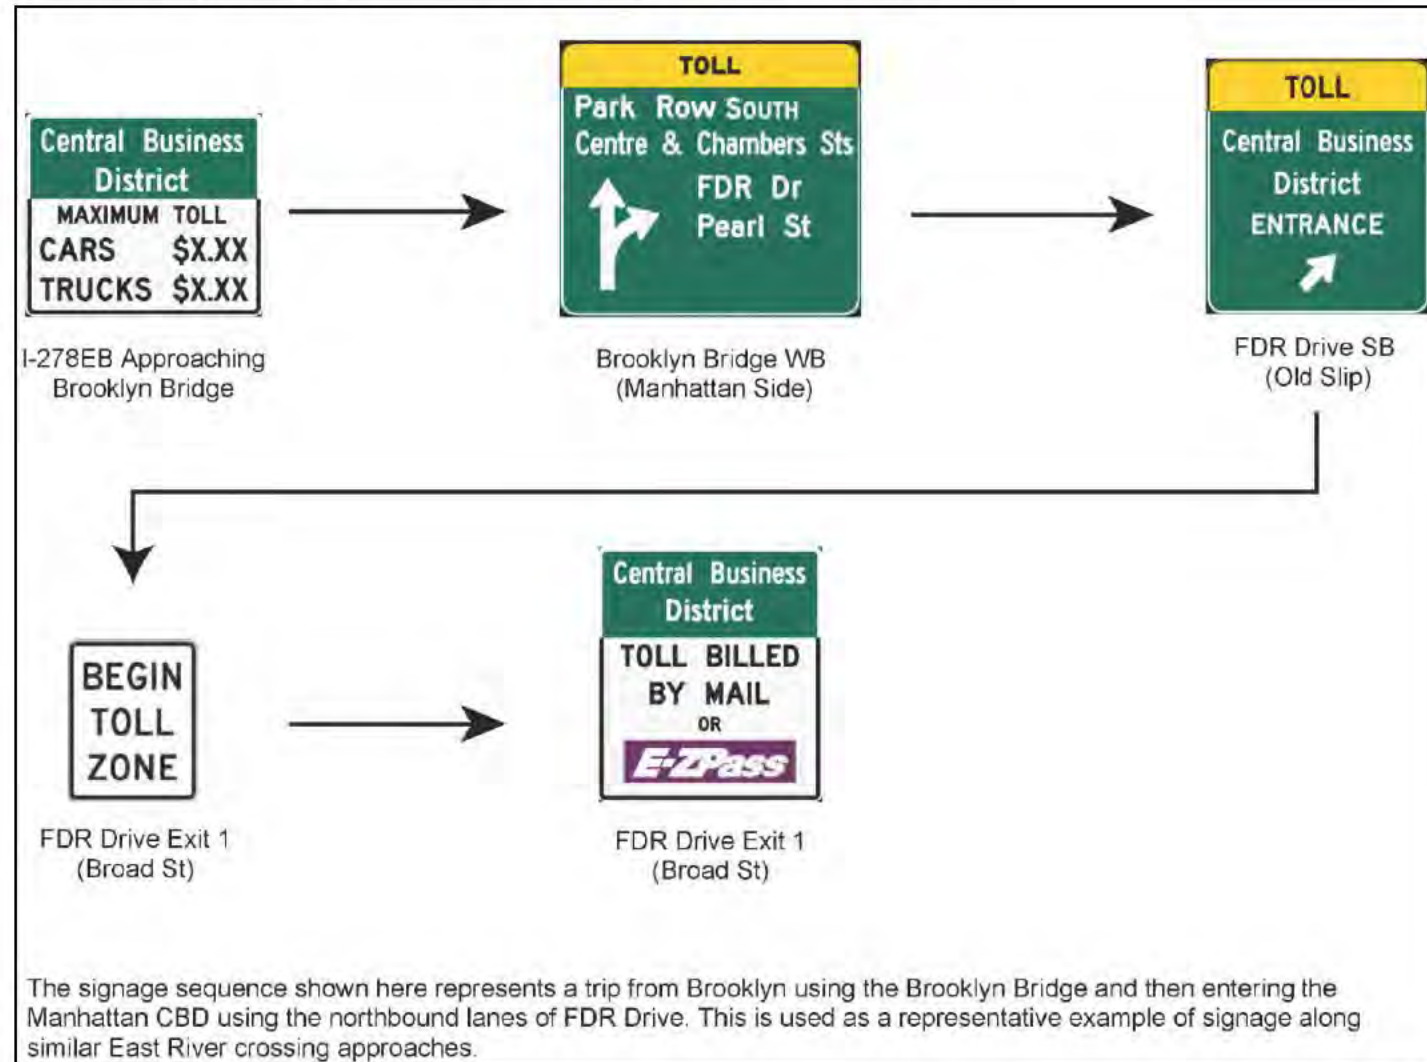 Central Business
District
MAXIMUM TOLL
CARS $X.XX
TRUCKS $X.XX
I-278EB Approaching
Brooklyn Bridge
TOLL
Park Row SOUTH
Centre & Chambers Sts
FDR Dr
Pearl St
Brooklyn Bridge WB
(Manhattan Side)
TOLL
Central Business
District
ENTRANCE
FDR Drive SB
(Old Slip)
BEGIN
TOLL
ZONE
FDR Drive Exit 1
(Broad St)
Central Business
District
TOLL BILLED
BY MAIL
OR
E-ZPass
FDR Drive Exit 1
(Broad St)
The signage sequence shown here represents a trip from Brooklyn using the Brooklyn Bridge and then entering the
Manhattan CBD using the northbound lanes of FDR Drive. This is used as a representative example of signage along
similar East River crossing approaches.